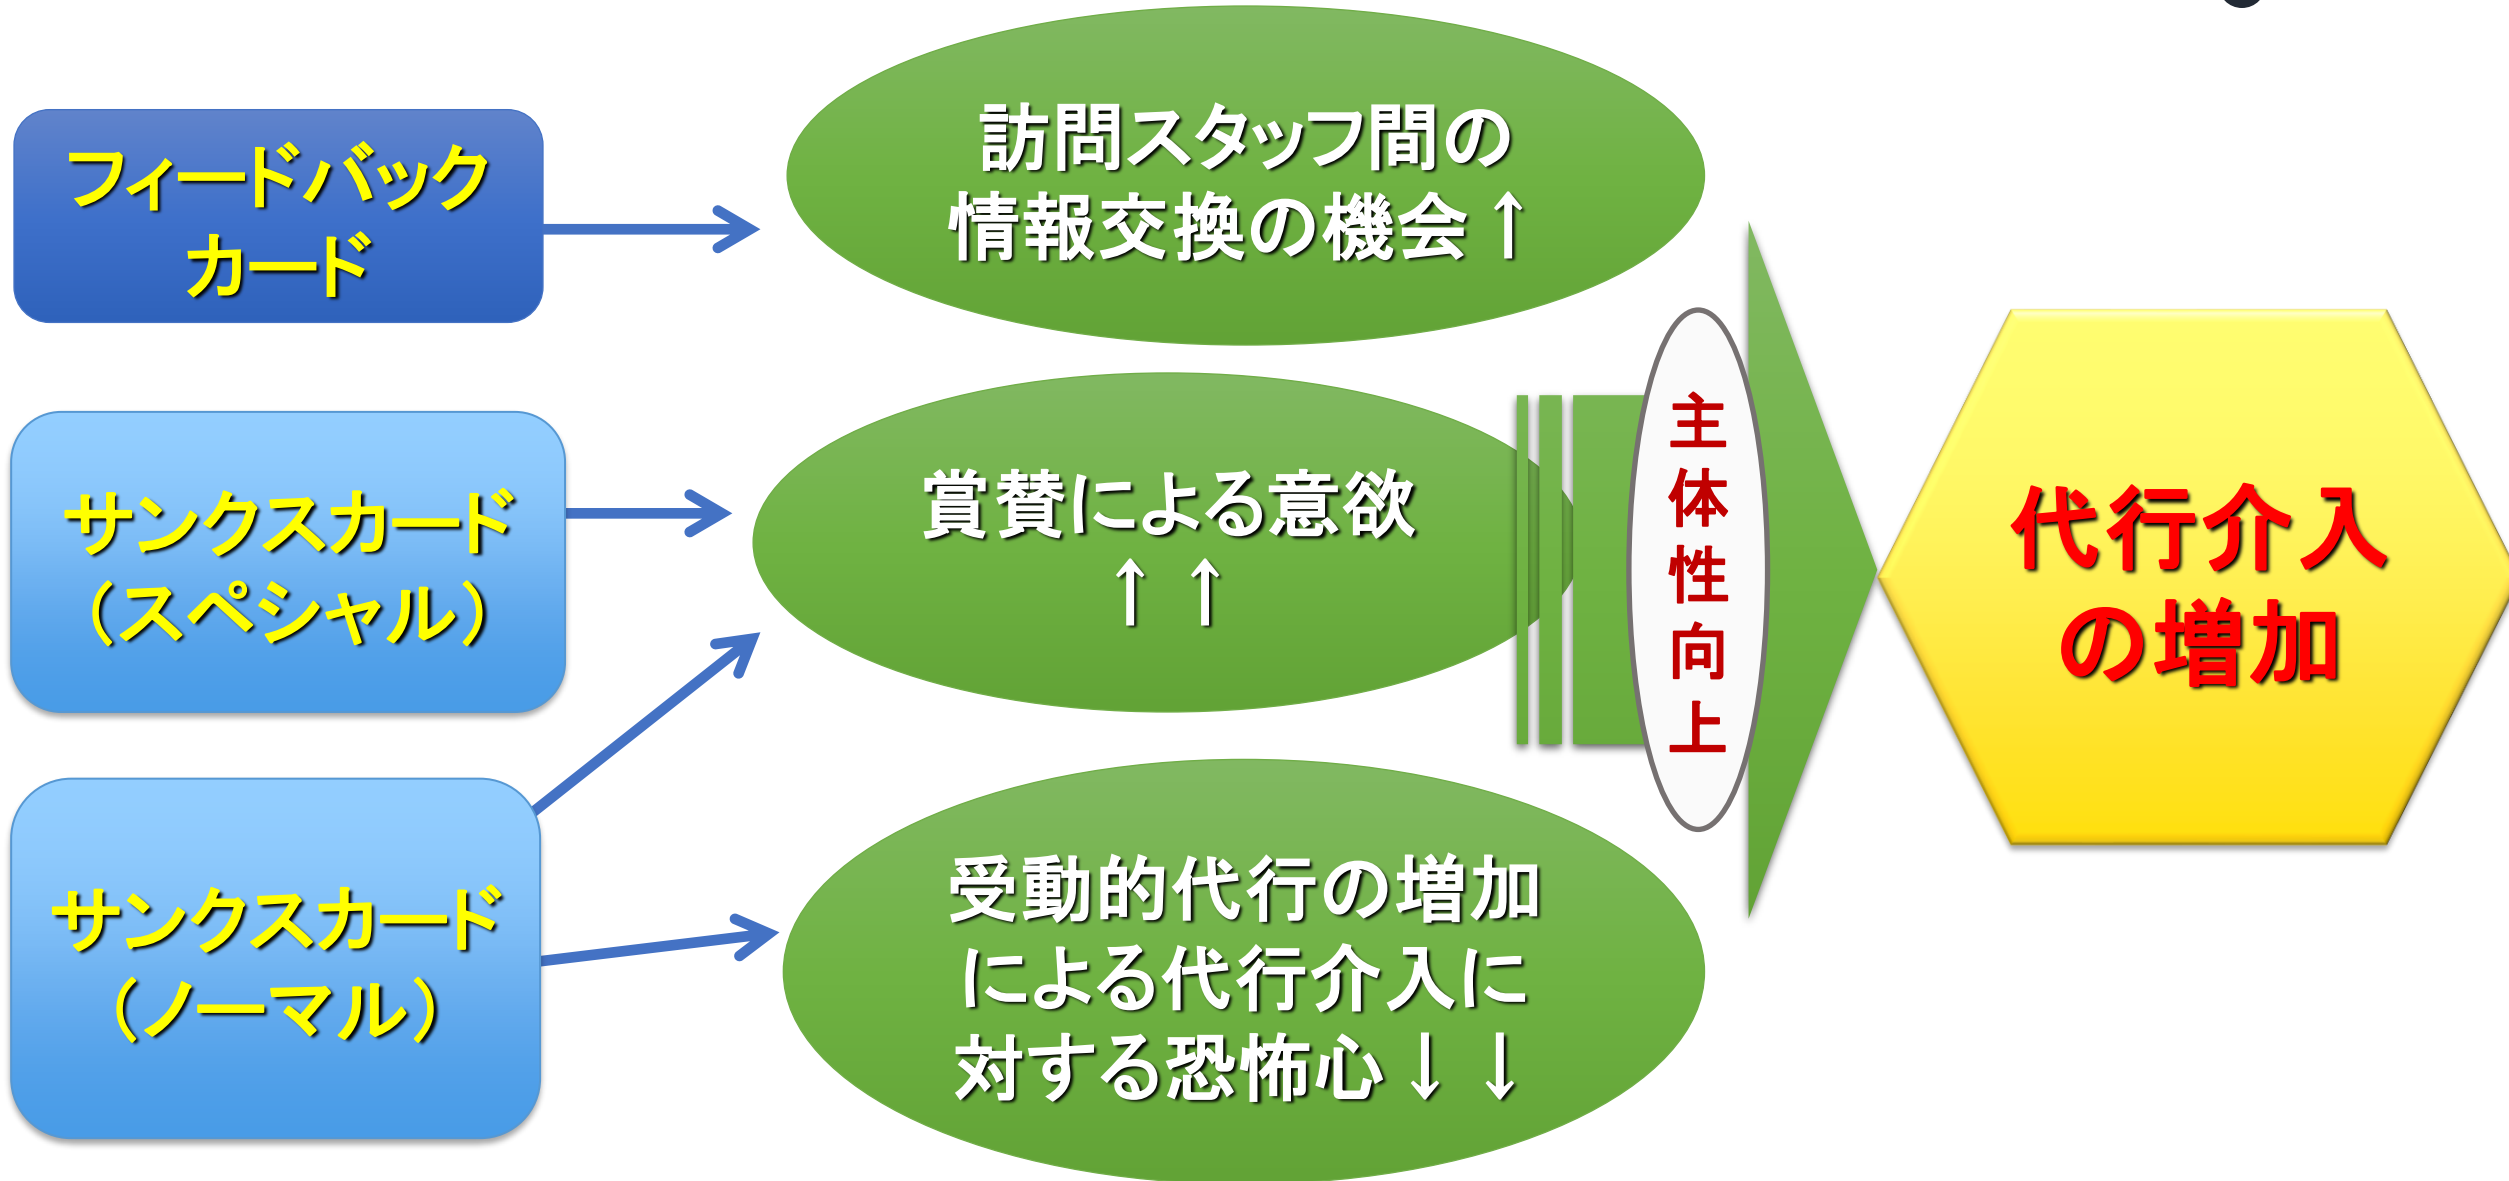 フィードバック
カード
訪問スタッフ間の
情報交換の機会↑
サンクスカード
（スペシャル）
賞賛による意欲
↑ ↑
サンクスカード
（ノーマル）
受動的代行の増加
による代行介入に
対する恐怖心↓ ↓
主
体
性
向
上
代行介入
の増加